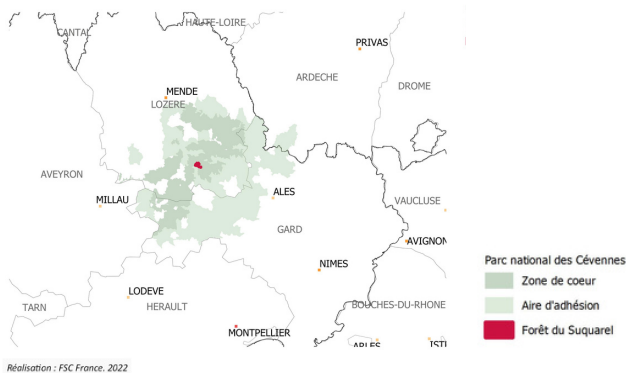 HAUTE-LOIRE
CANTAL
PRIVAS
ARDECHE
DROME
MENDE
LOZERE
AVEYRON
MILLAU
ALES
VAUCLUSE
GARD
AVIGNON
NIMES
Parc national des Cévennes
Zone de coeur
LODEVE
TARN
HERAULT
BOUCHES-DU-RHONE
Aire d'adhésion
MONTPELLIER
Forêt du Suquarel
ARLES
ISTI
Réalisation : FSC France. 2022